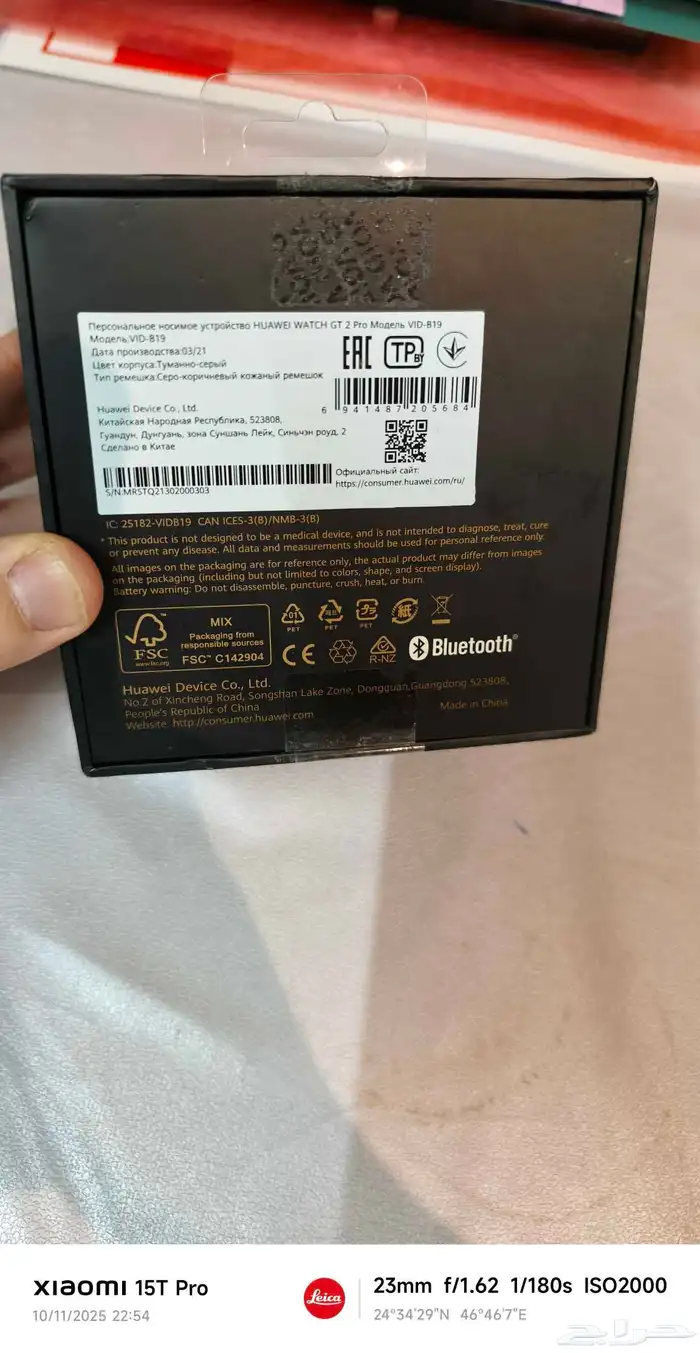 Персональное носимое устройство HUAWEI WATCH GT 2 Pro Модель VID-B19
Модель:VID-B19
Дата производства:03/21
Цвет корпуса:Туманно-серый
Тип ремешка:Серо-коричневый кожаный ремешок
EAC TP BY
6 941487 205684
Huawei Device Co., Ltd.
Китайская Народная Республика, 523808,
Гуандун, Дунгуань, зона Суншань Лейк, Синьчэн роуд, 2
Сделано в Китае
Официальный сайт:
https://consumer.huawei.com/ru/
S/N:MRSTQ21302000303
IC: 25182-VIDB19 CAN ICES-3(B)/NMB-3(B)
* This product is not designed to be a medical device, and is not intended to diagnose, treat, cure
or prevent any disease. All data and measurements should be used for personal reference only.
All images on the packaging are for reference only, the actual product may differ from images
on the packaging (including but not limited to colors, shape, and screen display).
Battery warning: Do not disassemble, puncture, crush, heat, or burn.
FSC™
www.fsc.org
MIX
Packaging from
responsible sources
FSC™ C142904
01
PET
PET
PET
紙
CE
R-NZ
Bluetooth®
Huawei Device Co., Ltd.
No.2 of Xincheng Road, Songshan Lake Zone, Dongguan,Guangdong 523808,
People's Republic of China
Website: http://consumer.huawei.com
Made in China
xiaomi 15T Pro
10/11/2025 22:54
Leica
23mm f/1.62 1/180s ISO2000
24°34'29"N 46°46'7"E
حراج